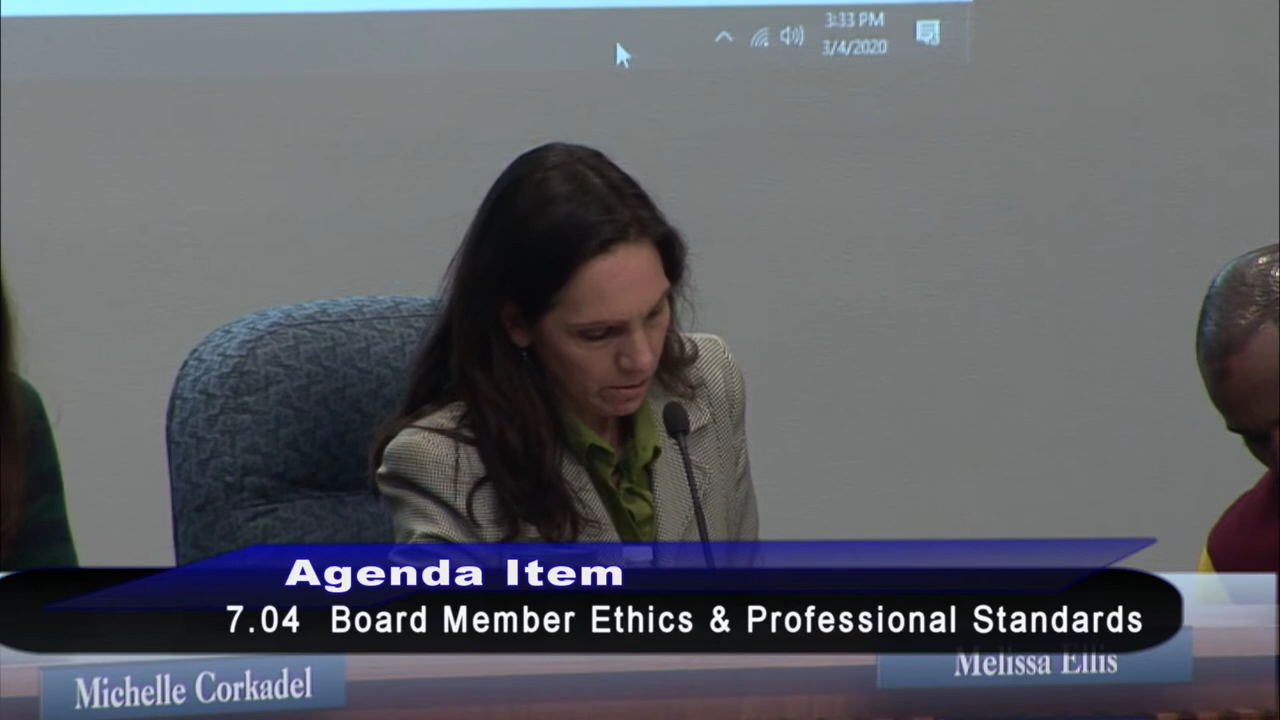 3:33 PM
3/4/2020
Agenda Item
7.04 Board Member Ethics & Professional Standards
Michelle Corkadel
Melissa Ellis